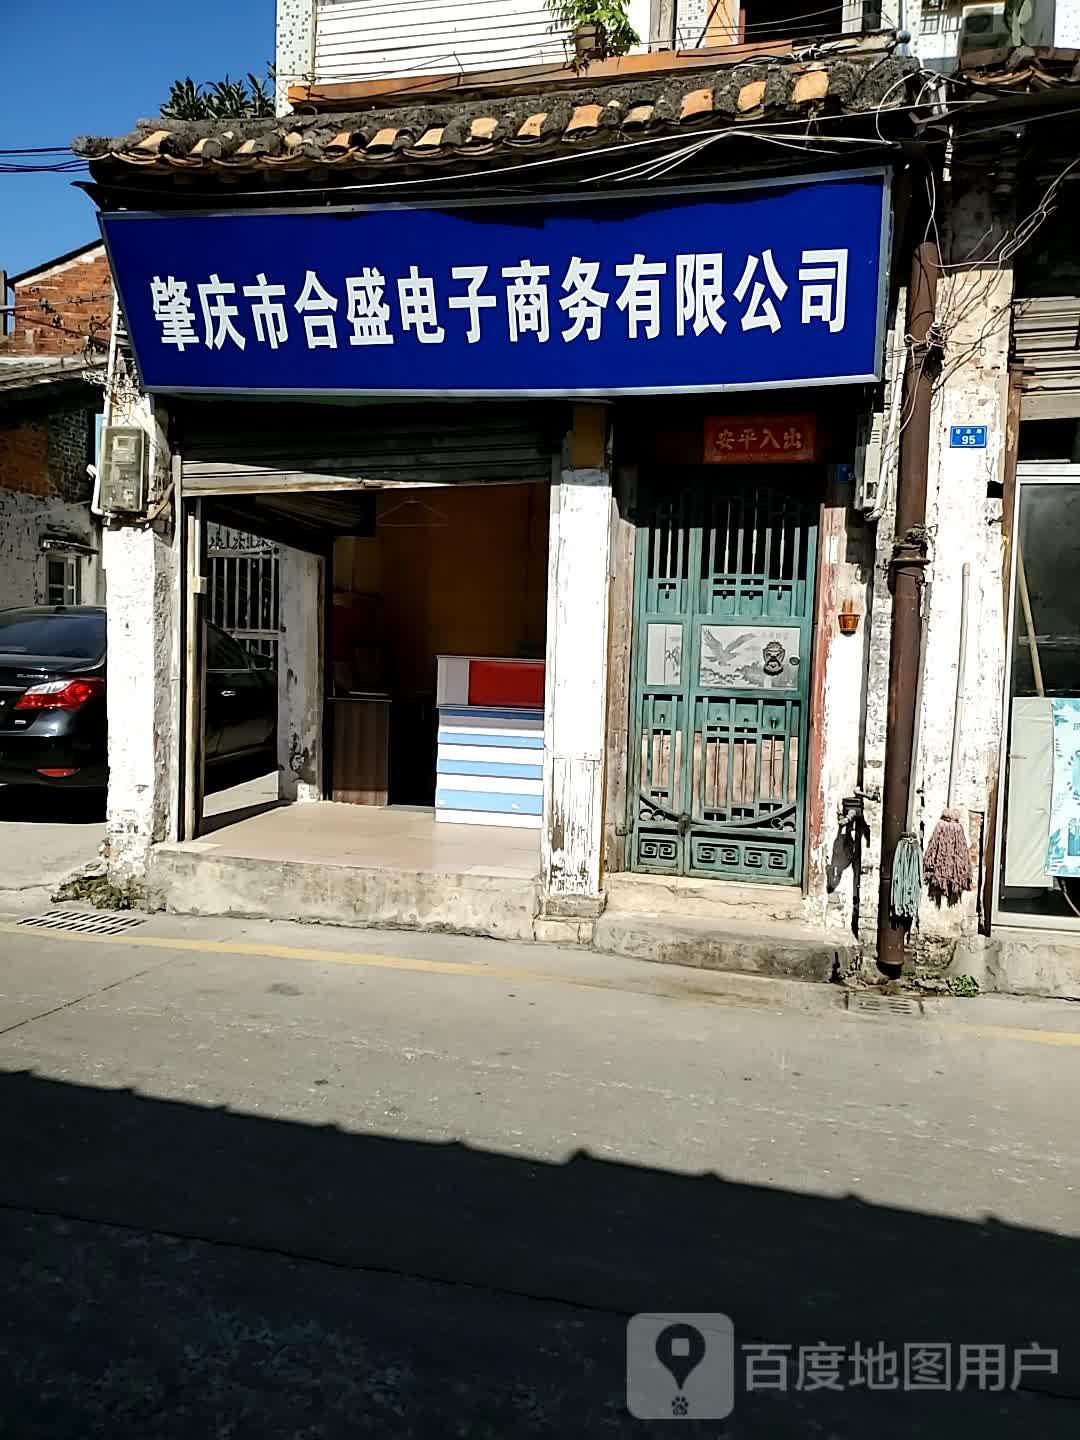 肇庆市合盛电子商务有限公司
安平入出
95
百度地图用户